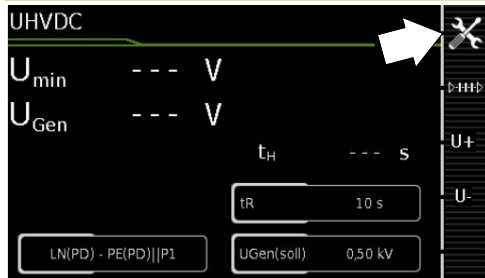 UHVDC
Umin --- V
UGen --- V
tH --- s
tR 10 s
LN(PD) - PE(PD)||P1
UGen(soll) 0,50 kV
U+
U-